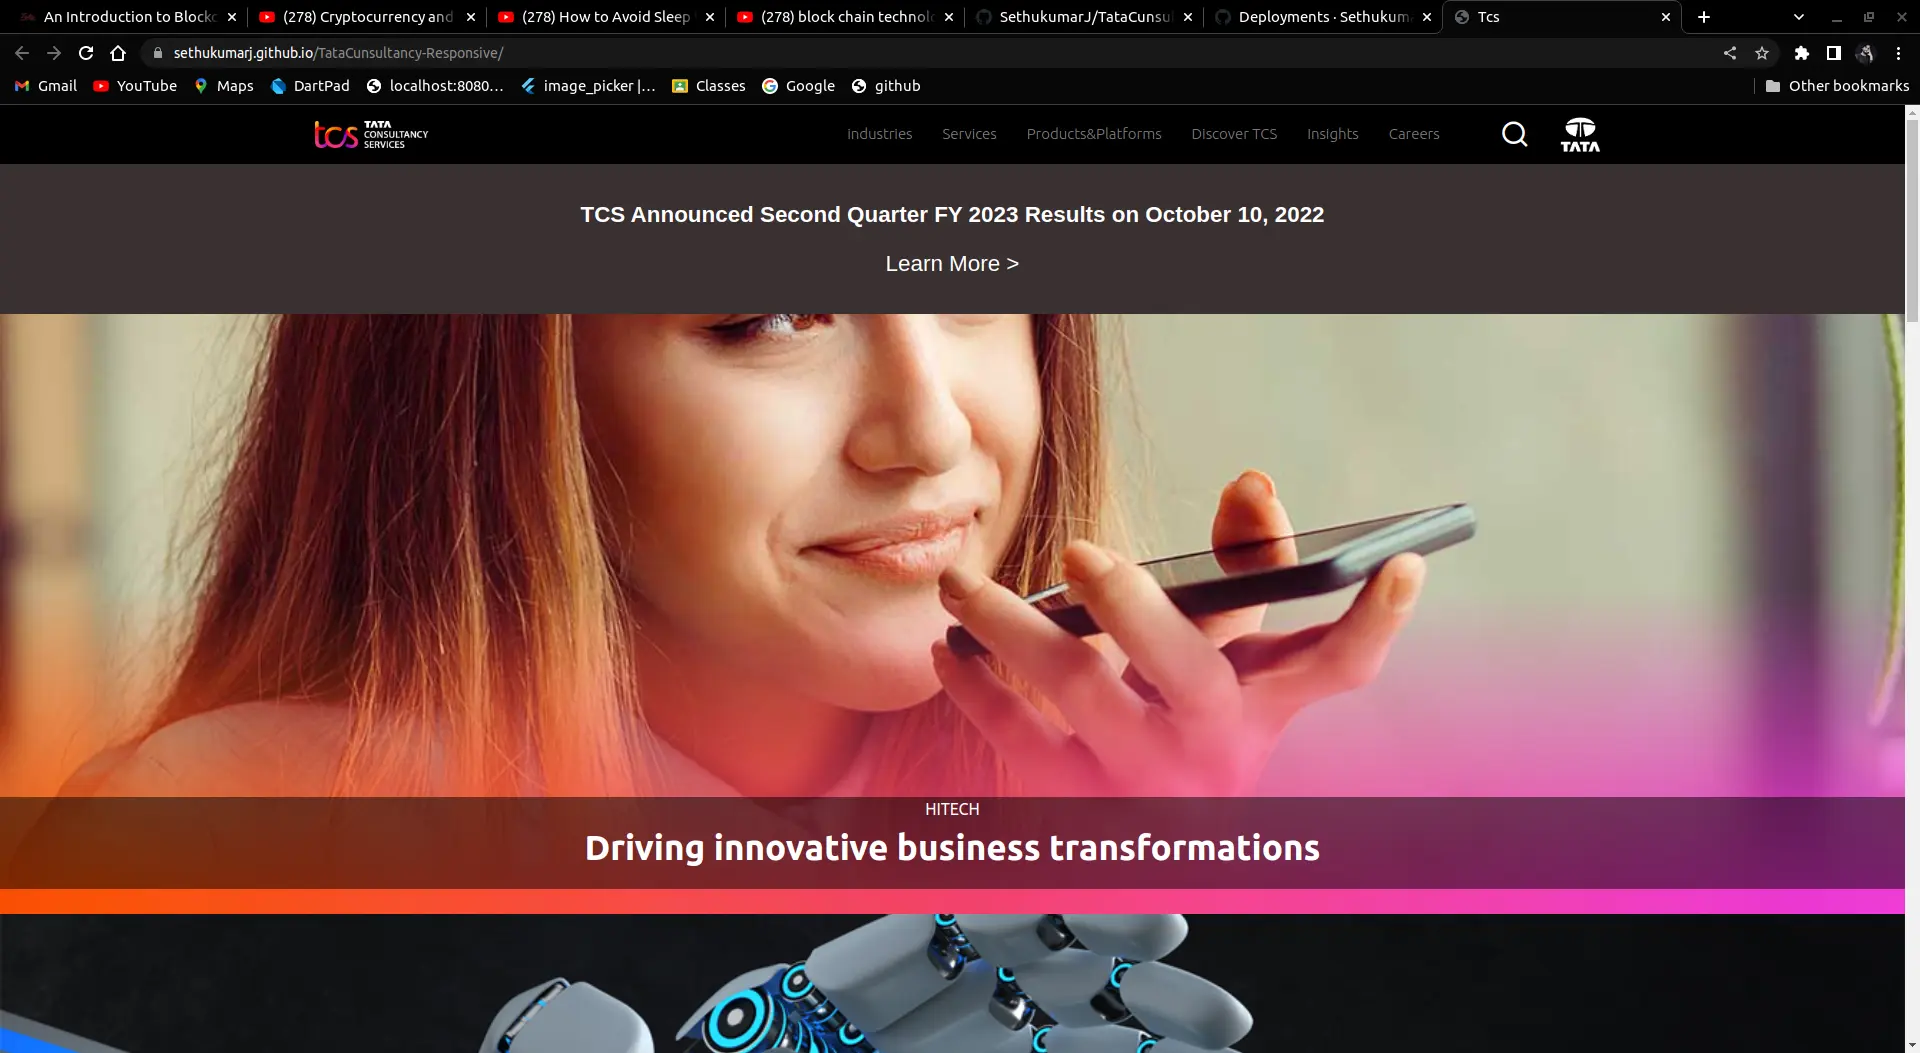 An Introduction to Blockc
(278) Cryptocurrency and
(278) How to Avoid Sleep
(278) block chain technol
SethukumarJ/TataCunsul
Deployments · Sethukum
Tcs
sethukumarj.github.io/TataCunsultancy-Responsive/
Gmail
YouTube
Maps
DartPad
localhost:8080...
image_picker |...
Classes
Google
github
Other bookmarks
tcs TATA
CONSULTANCY
SERVICES
Industries
Services
Products&Platforms
Discover TCS
Insights
Careers
TATA
TCS Announced Second Quarter FY 2023 Results on October 10, 2022
Learn More >
HITECH
Driving innovative business transformations